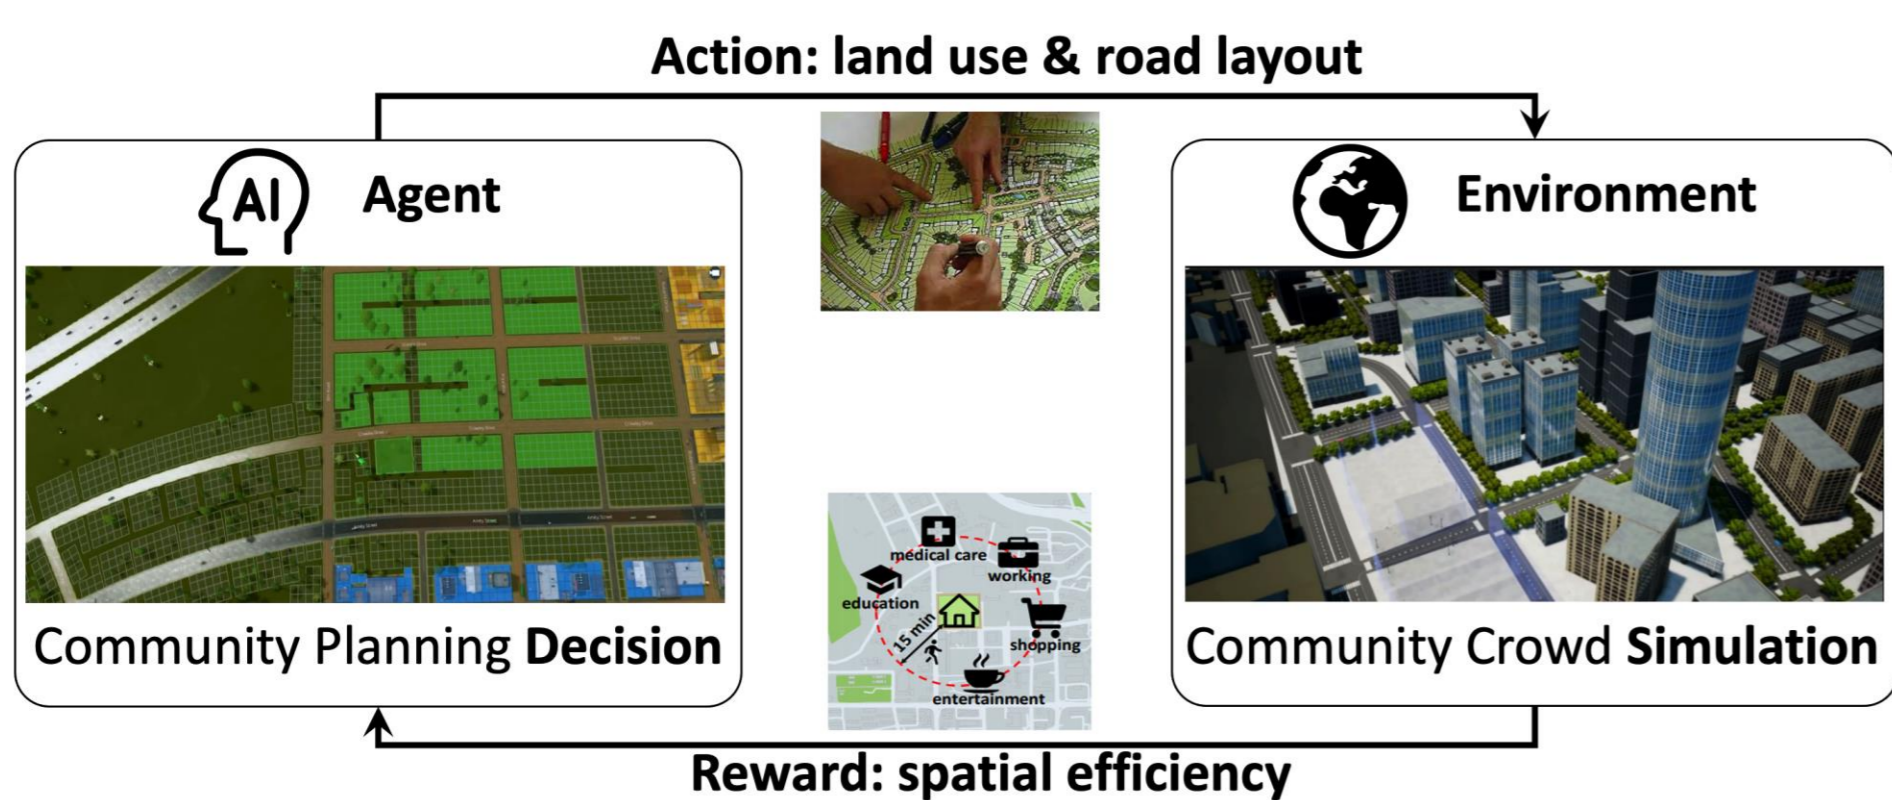 Action: land use & road layout
AI
Agent
Environment
medical care
working
education
15 min
shopping
entertainment
Community Planning Decision
Community Crowd Simulation
Reward: spatial efficiency